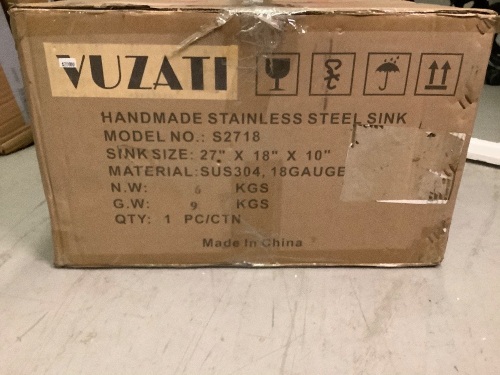 VUZATI
HANDMADE STAINLESS STEEL SINK
MODEL NO.: S2718
SINK SIZE: 27" X 18" X 10"
MATERIAL:SUS304, 18GAUGE
N.W: 6 KGS
G.W: 9 KGS
QTY: 1 PC/CTN
Made In China